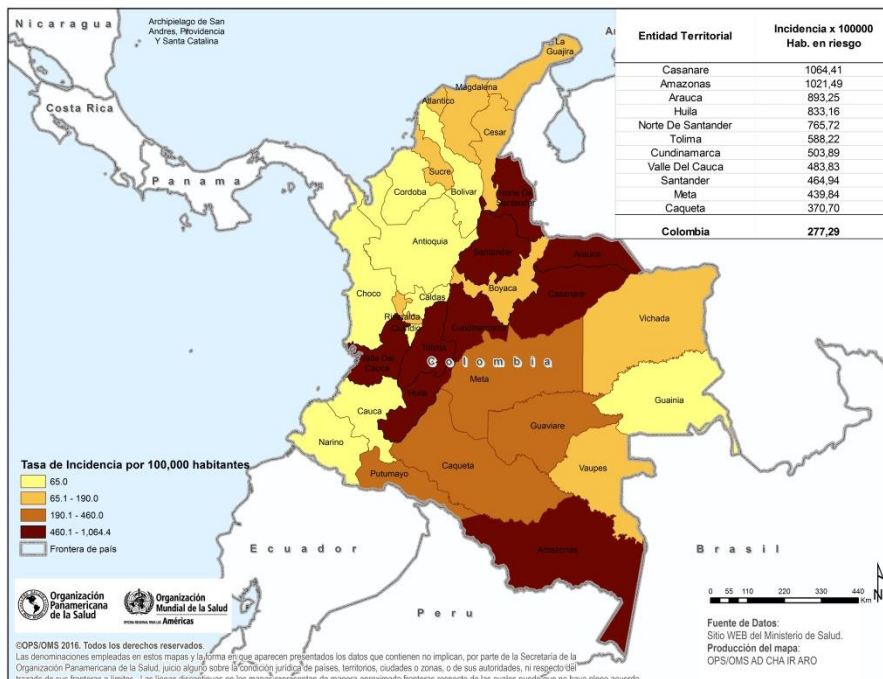 Nicaragua
Archipielago de San
Andres, Providencia
Y Santa Catalina
Costa Rica
Panama
Entidad Territorial
Incidencia x 100000
Hab. en riesgo
Casanare 1064,41
Amazonas 1021,49
Arauca 893,25
Huila 833,16
Norte De Santander 765,72
Tolima 588,22
Cundinamarca 503,89
Valle Del Cauca 483,83
Santander 464,94
Meta 439,84
Caqueta 370,70
Colombia 277,29
La
Guajira
Magdalena
Atlantico
Cesar
Sucre
Cordoba
Bolivar
Norte De
Santander
Antioquia
Santander
Arauca
Boyaca
Casanare
Choco
Caldas
Risaralda
Quindio
Cundinamarca
Vichada
Tolima
Colombia
Valle Del
Cauca
Meta
Huila
Guainia
Cauca
Guaviare
Narino
Caqueta
Vaupes
Putumayo
Amazonas
Ecuador
Brasil
Peru
Tasa de Incidencia por 100,000 habitantes
65.0
65.1 - 190.0
190.1 - 460.0
460.1 - 1,064.4
Frontera de país
Organización
Panamericana
de la Salud
Organización
Mundial de la Salud
Américas
0 55 110 220 330 440
Km
N
Fuente de Datos:
Sitio WEB del Ministerio de Salud.
Producción del mapa:
OPS/OMS AD CHA IR ARO
©OPS/OMS 2016. Todos los derechos reservados.
Las denominaciones empleadas en estos mapas y la forma en que aparecen presentados los datos que contienen no implican, por parte de la Secretaría de la
Organización Panamericana de la Salud, juicio alguno sobre la condición jurídica de países, territorios, ciudades o zonas, o de sus autoridades, ni respecto del